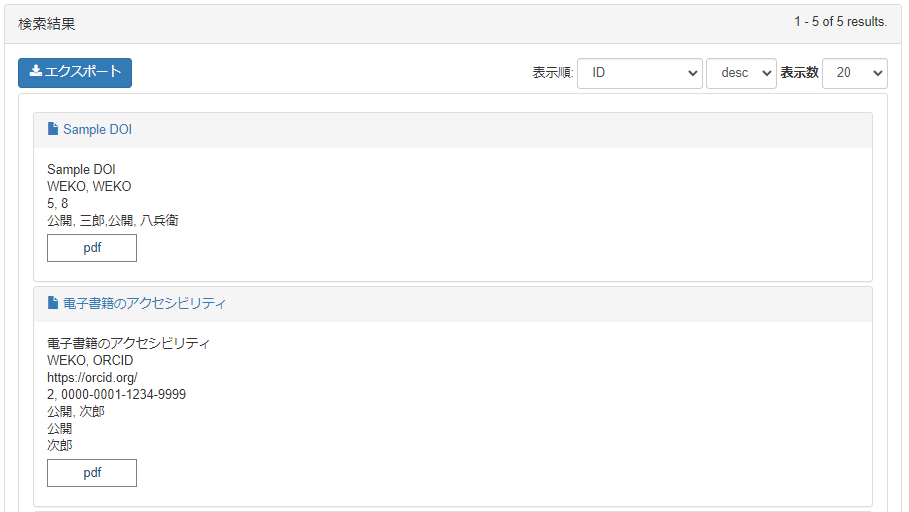 検索結果 1 - 5 of 5 results.
エクスポート 表示順: ID desc 表示数 20
Sample DOI
Sample DOI
WEKO, WEKO
5, 8
公開, 三郎,公開, 八兵衛
pdf
電子書籍のアクセシビリティ
電子書籍のアクセシビリティ
WEKO, ORCID
https://orcid.org/
2, 0000-0001-1234-9999
公開, 次郎
公開
次郎
pdf